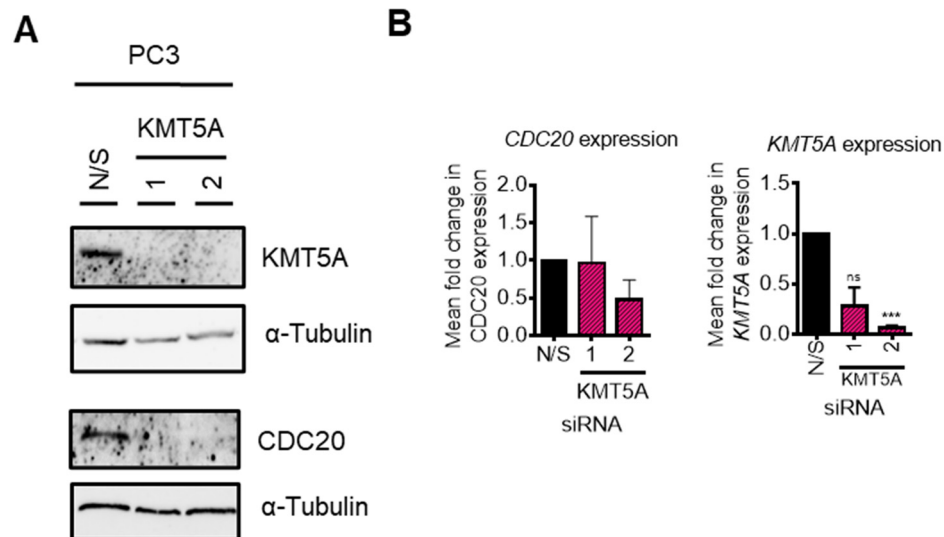 A
PC3
KMT5A
N/S 1 2
KMT5A
α-Tubulin
CDC20
α-Tubulin
B
CDC20 expression
Mean fold change in
CDC20 expression
2.0
1.5
1.0
0.5
0.0
N/S 1 2
KMT5A
siRNA
KMT5A expression
Mean fold change in
KMT5A expression
1.5
1.0
0.5
0.0
ns
***
N/S 1 2
KMT5A
siRNA